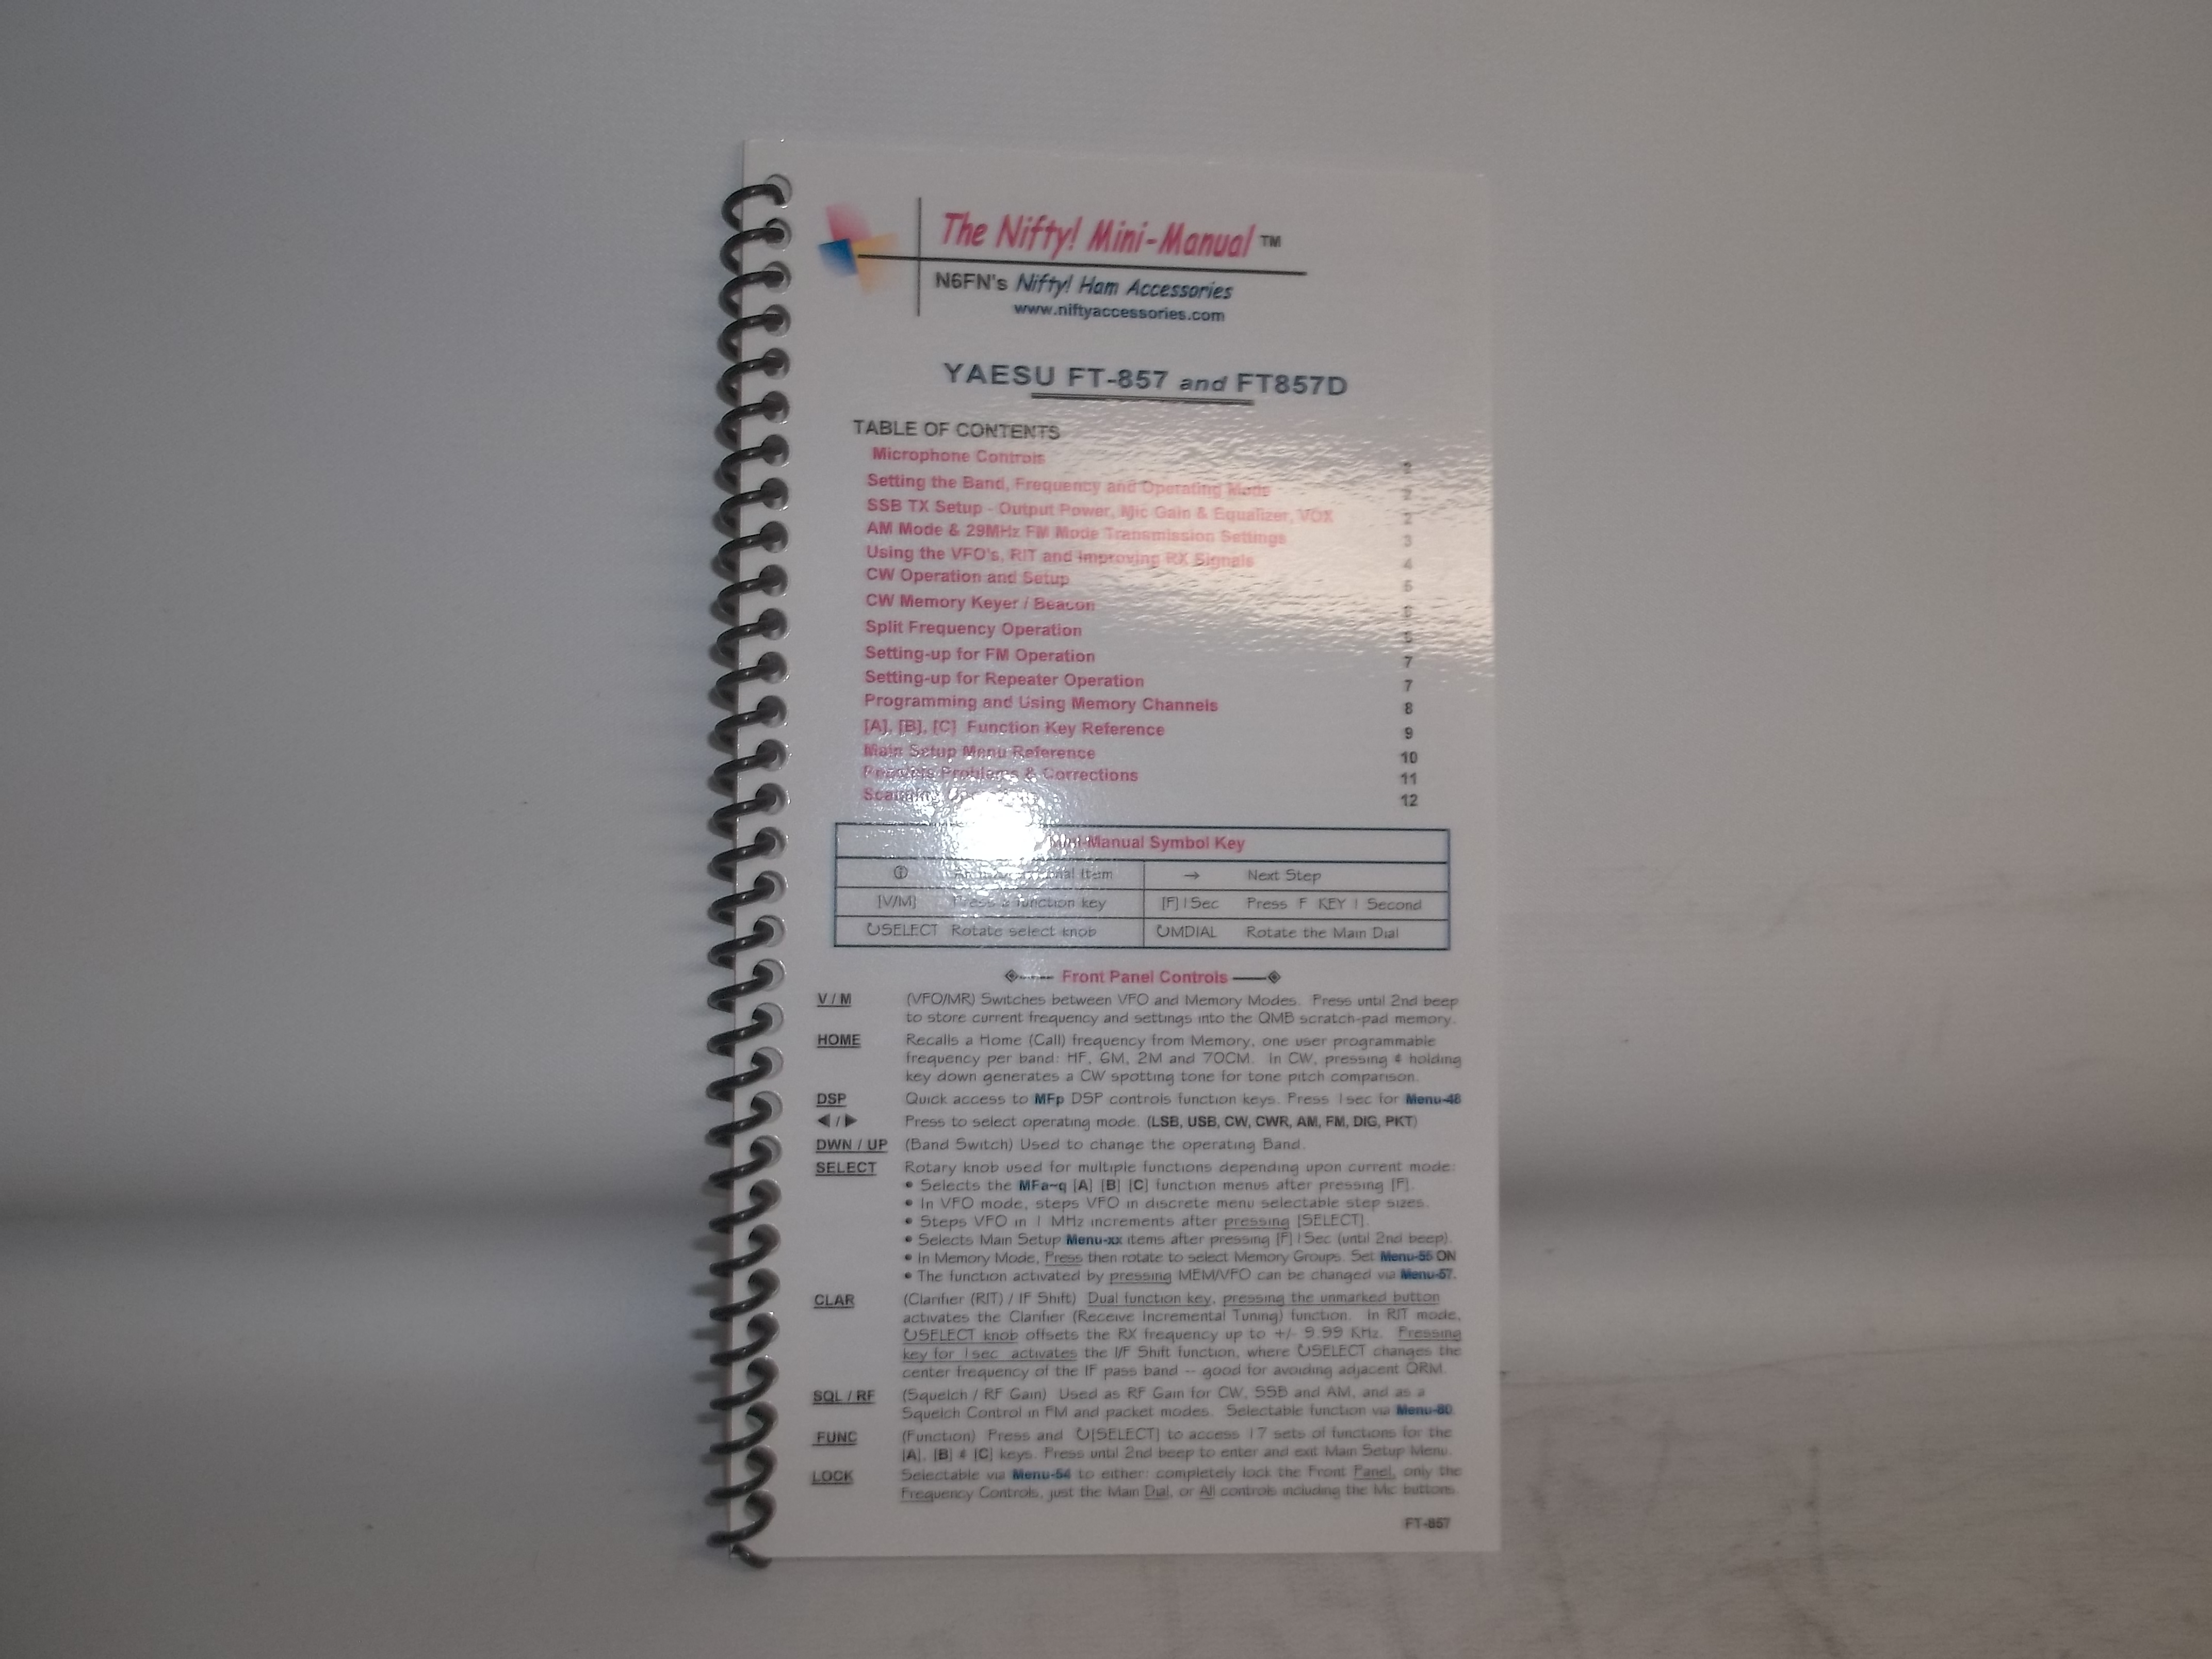 The Nifty! Mini-Manual ™
N6FN's Nifty! Ham Accessories
www.niftyaccessories.com
YAESU FT-857 and FT857D
TABLE OF CONTENTS
Microphone Controls
Setting the Band, Frequency and Operating Mode 2
SSB TX Setup - Output Power, Mic Gain & Equalizer, VOX 2
AM Mode & 29MHz FM Mode Transmission Settings 3
Using the VFO's, RIT and Improving RX Signals 4
CW Operation and Setup
CW Memory Keyer / Beacon
Split Frequency Operation
Setting-up for FM Operation 7
Setting-up for Repeater Operation 7
Programming and Using Memory Channels 8
[A], [B], [C] Function Key Reference 9
Main Setup Menu Reference 10
Problems & Corrections 11
12
Mini-Manual Symbol Key
Item → Next Step
[V/M] Press a function key [F]1Sec Press F KEY 1 Second
↻SELECT Rotate select knob ↻MDIAL Rotate the Main Dial
Front Panel Controls
V / M (VFO/MR) Switches between VFO and Memory Modes. Press until 2nd beep
to store current frequency and settings into the QMB scratch-pad memory.
HOME Recalls a Home (Call) frequency from Memory, one user programmable
frequency per band: HF, 6M, 2M and 70CM. In CW, pressing & holding
key down generates a CW spotting tone for tone pitch comparison.
DSP Quick access to MFp DSP controls function keys. Press 1sec for Menu-48
◀ / ▶ Press to select operating mode. (LSB, USB, CW, CWR, AM, FM, DIG, PKT)
DWN / UP (Band Switch) Used to change the operating Band.
SELECT Rotary knob used for multiple functions depending upon current mode:
• Selects the MFa~q [A] [B] [C] function menus after pressing [F].
• In VFO mode, steps VFO in discrete menu selectable step sizes.
• Steps VFO in 1 MHz increments after pressing [SELECT].
• Selects Main Setup Menu-xx items after pressing [F]1Sec (until 2nd beep).
• In Memory Mode, Press then rotate to select Memory Groups. Set Menu-55 ON
• The function activated by pressing MEM/VFO can be changed via Menu-57.
CLAR (Clarifier (RIT) / IF Shift) Dual function key, pressing the unmarked button
activates the Clarifier (Receive Incremental Tuning) function. In RIT mode,
↻SELECT knob offsets the RX frequency up to +/- 9.99 KHz. Pressing
key for 1sec activates the I/F Shift function, where ↻SELECT changes the
center frequency of the IF pass band -- good for avoiding adjacent QRM.
SQL / RF (Squelch / RF Gain) Used as RF Gain for CW, SSB and AM, and as a
Squelch Control in FM and packet modes. Selectable function via Menu-80.
FUNC (Function) Press and ↻[SELECT] to access 17 sets of functions for the
[A], [B] & [C] keys. Press until 2nd beep to enter and exit Main Setup Menu.
LOCK Selectable via Menu-54 to either: completely lock the Front Panel, only the
Frequency Controls, just the Main Dial, or All controls including the Mic buttons.
FT-857